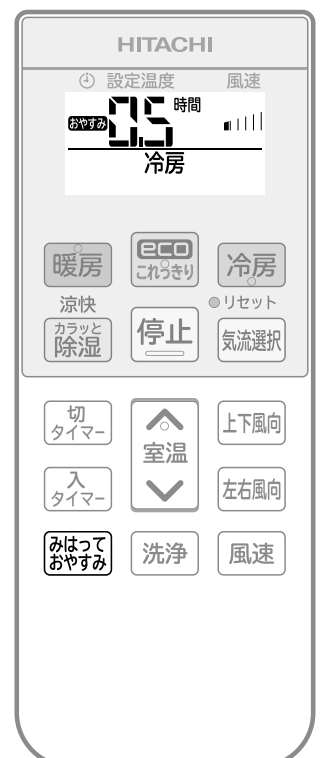 HITACHI
設定温度 風速
おやすみ 0.5 時間
冷房
暖房
eco
これっきり
冷房
涼快
カラッと
除湿
停止
リセット
気流選択
切
タイマー
室温
上下風向
入
タイマー
左右風向
みはって
おやすみ
洗浄
風速